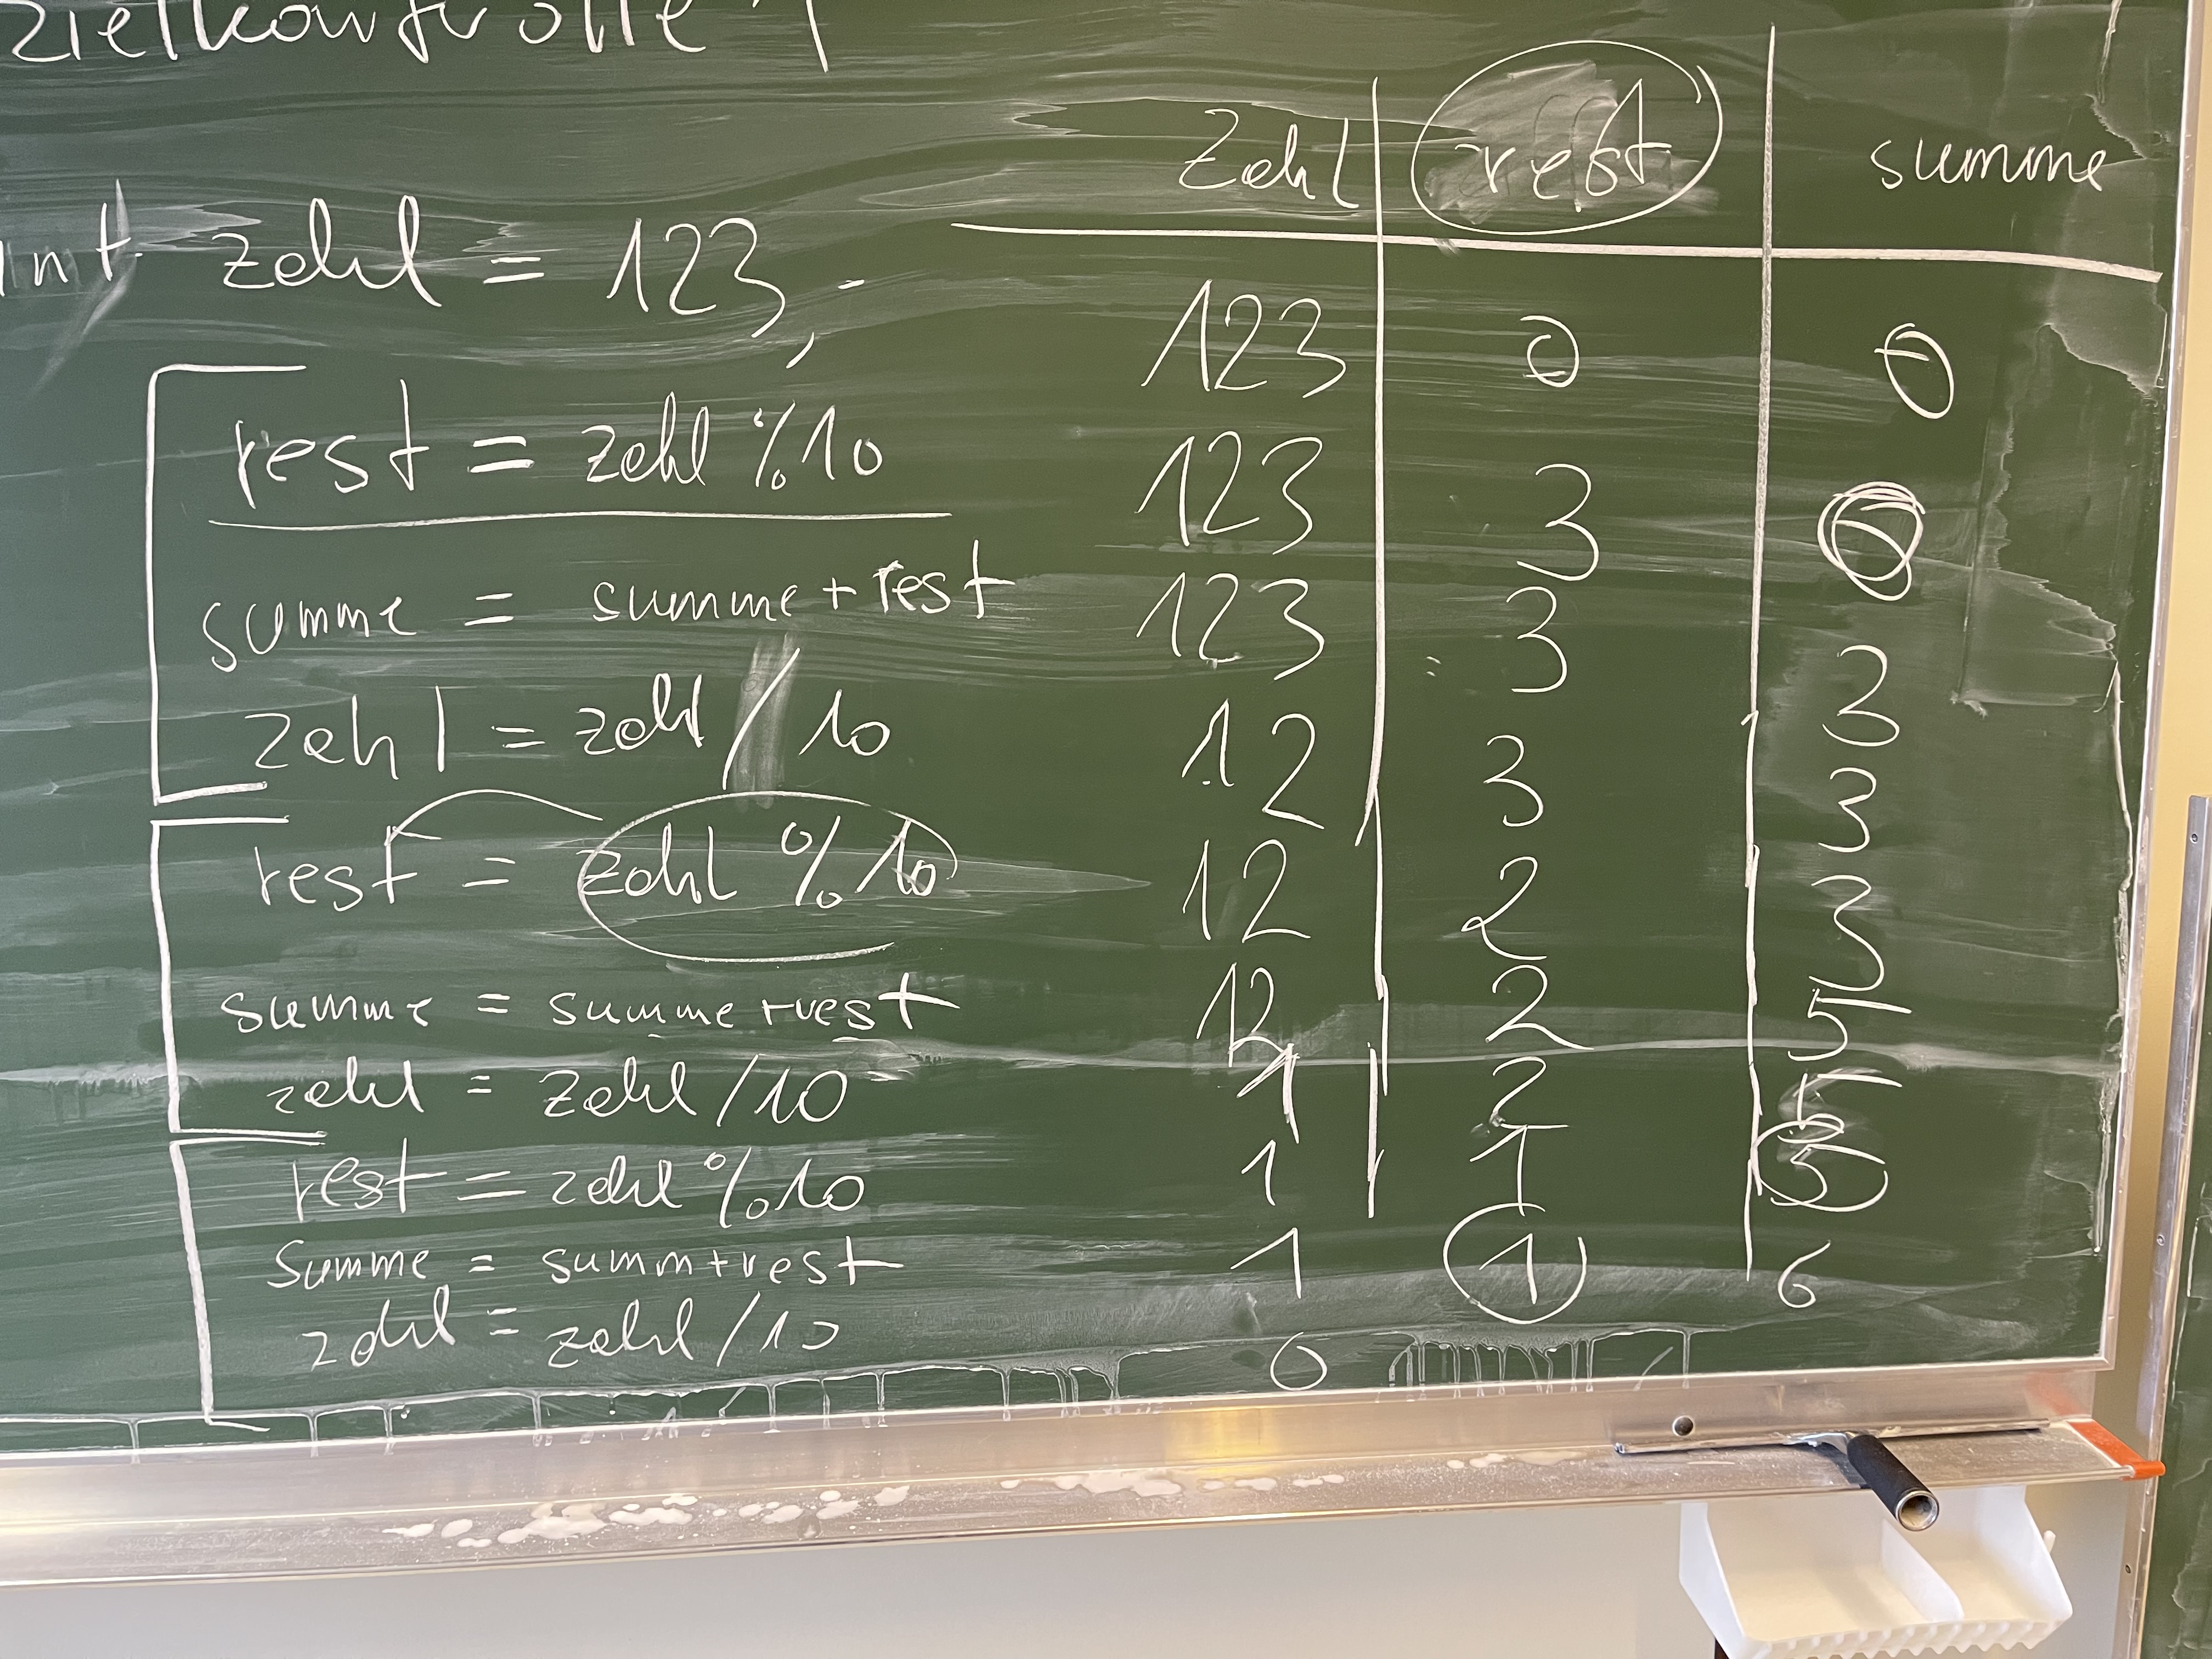 zielkontrolle 1
int zahl = 123;
rest = zahl % 10
summe = summe + rest
zahl = zahl / 10
rest = zahl % 10
summe = summe + rest
zahl = zahl / 10
rest = zahl % 10
Summe = summ + rest
zahl = zahl / 10
Zahl rest summe
123 0 0
123 3 0
123 3 3
12 3 3
12 2 3
12 2 5
1 2 5
1 1 5
1 1 6
0